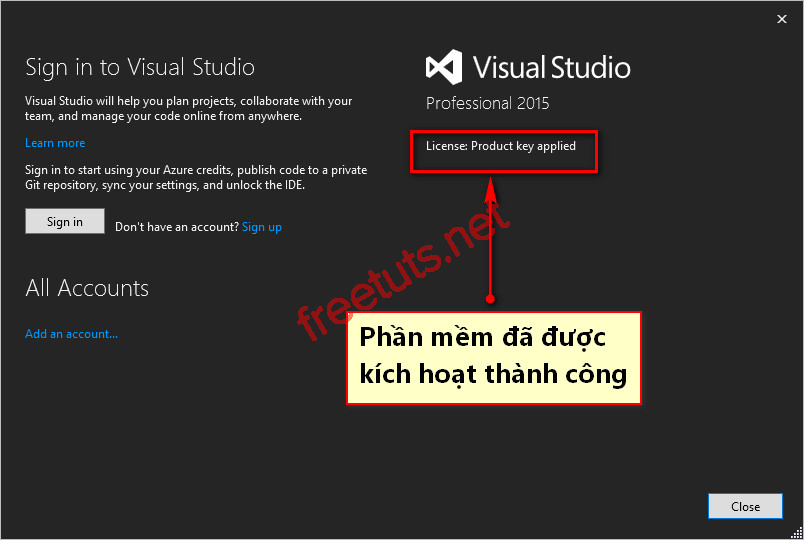 Sign in to Visual Studio
Visual Studio will help you plan projects, collaborate with your
team, and manage your code online from anywhere.
Learn more
Sign in to start using your Azure credits, publish code to a private
Git repository, sync your settings, and unlock the IDE.
Sign in
Don't have an account? Sign up
All Accounts
Add an account...
Visual Studio
Professional 2015
License: Product key applied
freetuts.net
Phần mềm đã được
kích hoạt thành công
Close